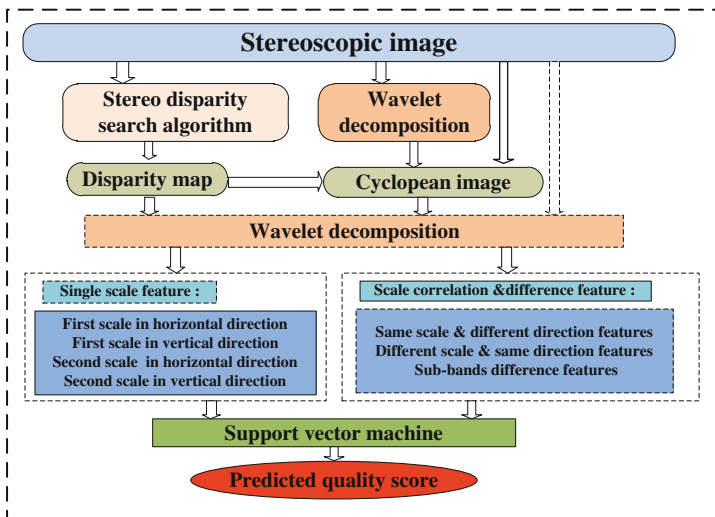 Stereoscopic image
Stereo disparity
search algorithm
Wavelet
decomposition
Disparity map
Cyclopean image
Wavelet decomposition
Single scale feature :
First scale in horizontal direction
First scale in vertical direction
Second scale in horizontal direction
Second scale in vertical direction
Scale correlation &difference feature :
Same scale & different direction features
Different scale & same direction features
Sub-bands difference features
Support vector machine
Predicted quality score